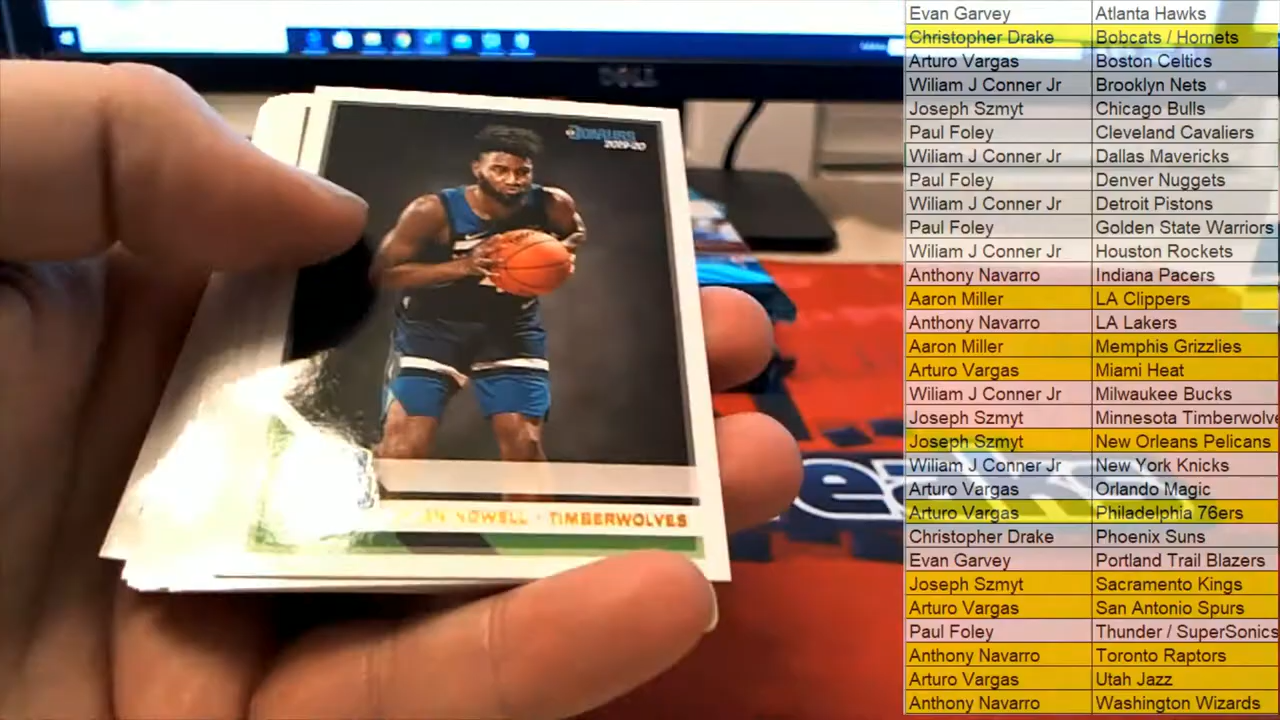 DELL
DONRUSS
2019-20
NOWELL • TIMBERWOLVES
Evan Garvey Atlanta Hawks
Christopher Drake Bobcats / Hornets
Arturo Vargas Boston Celtics
Wiliam J Conner Jr Brooklyn Nets
Joseph Szmyt Chicago Bulls
Paul Foley Cleveland Cavaliers
Wiliam J Conner Jr Dallas Mavericks
Paul Foley Denver Nuggets
Wiliam J Conner Jr Detroit Pistons
Paul Foley Golden State Warriors
Wiliam J Conner Jr Houston Rockets
Anthony Navarro Indiana Pacers
Aaron Miller LA Clippers
Anthony Navarro LA Lakers
Aaron Miller Memphis Grizzlies
Arturo Vargas Miami Heat
Wiliam J Conner Jr Milwaukee Bucks
Joseph Szmyt Minnesota Timberwolve
Joseph Szmyt New Orleans Pelicans
Wiliam J Conner Jr New York Knicks
Arturo Vargas Orlando Magic
Arturo Vargas Philadelphia 76ers
Christopher Drake Phoenix Suns
Evan Garvey Portland Trail Blazers
Joseph Szmyt Sacramento Kings
Arturo Vargas San Antonio Spurs
Paul Foley Thunder / SuperSonics
Anthony Navarro Toronto Raptors
Arturo Vargas Utah Jazz
Anthony Navarro Washington Wizards